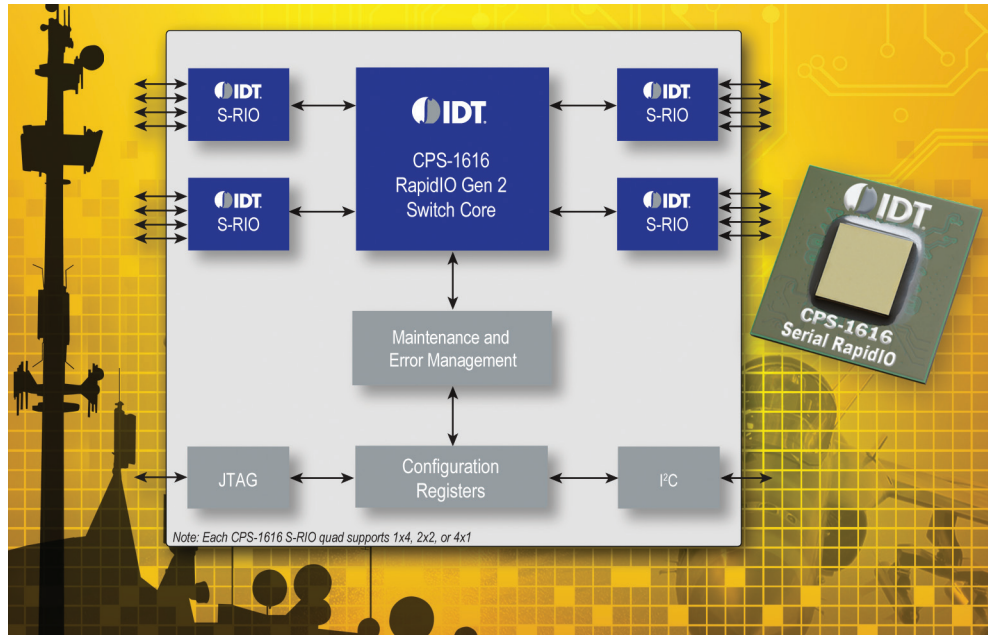 IDT.
S-RIO
IDT.
CPS-1616
RapidIO Gen 2
Switch Core
IDT.
S-RIO
IDT.
S-RIO
IDT.
S-RIO
IDT.
CPS-1616
Serial RapidIO
Maintenance and
Error Management
JTAG
Configuration
Registers
I²C
Note: Each CPS-1616 S-RIO quad supports 1x4, 2x2, or 4x1